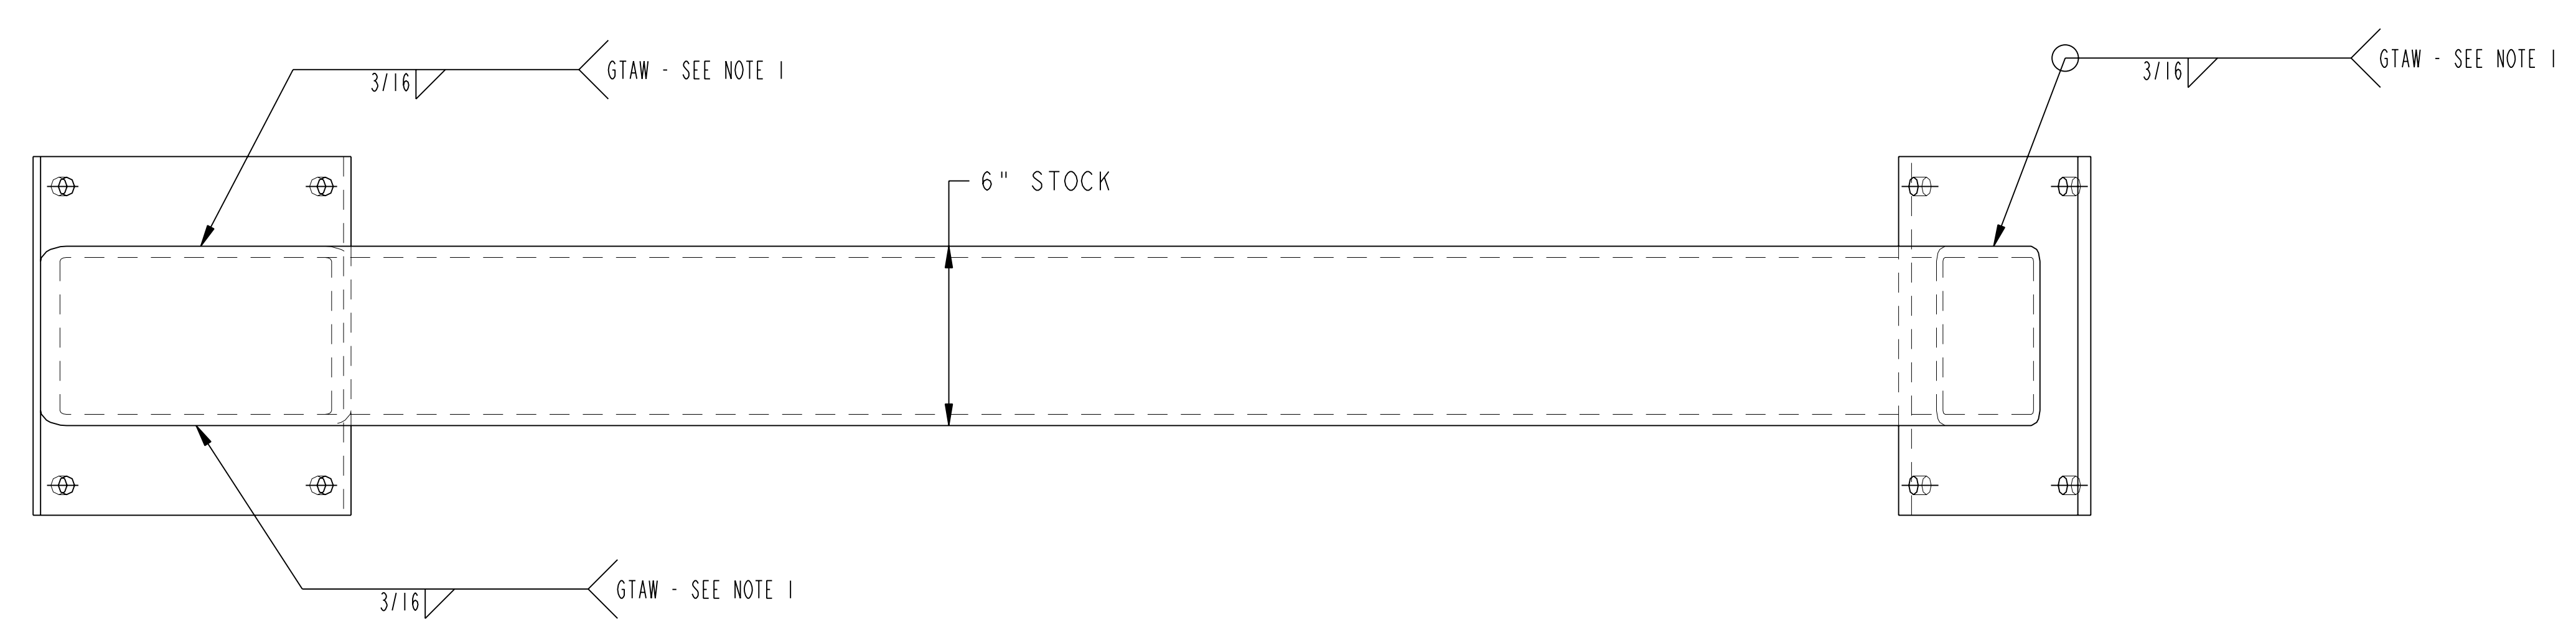 GTAW - SEE NOTE 1
3/16
GTAW - SEE NOTE 1
3/16
6" STOCK
GTAW - SEE NOTE 1
3/16